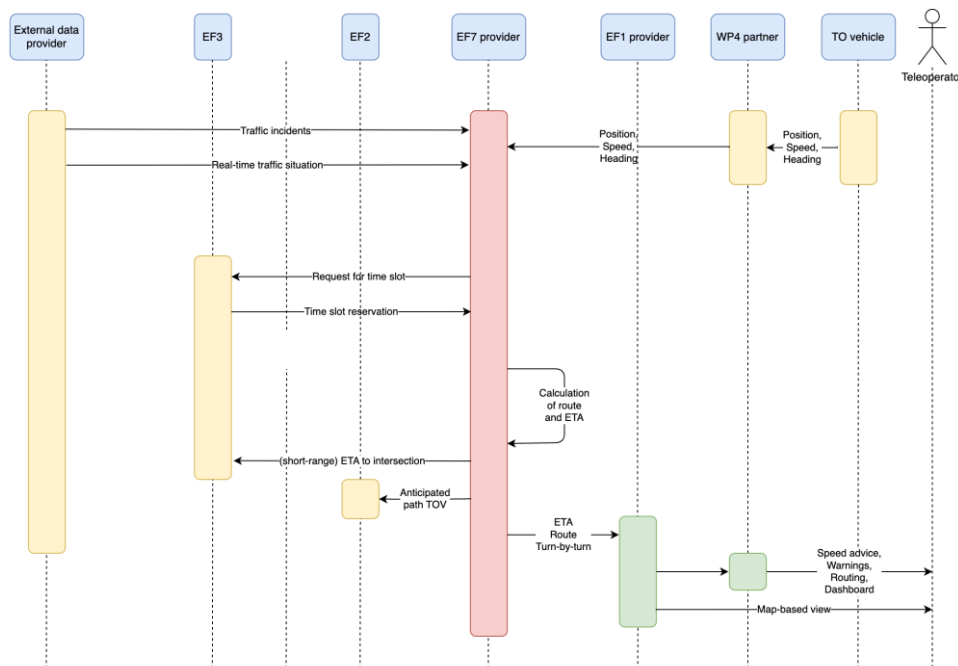 External data
provider
EF3
EF2
EF7 provider
EF1 provider
WP4 partner
TO vehicle
Teleoperato
Traffic incidents
Position,
Speed,
Heading
Position,
Speed,
Heading
Real-time traffic situation
Request for time slot
Time slot reservation
Calculation
of route
and ETA
(short-range) ETA to intersection
Anticipated
path TOV
ETA
Route
Turn-by-turn
Speed advice,
Warnings,
Routing,
Dashboard
Map-based view